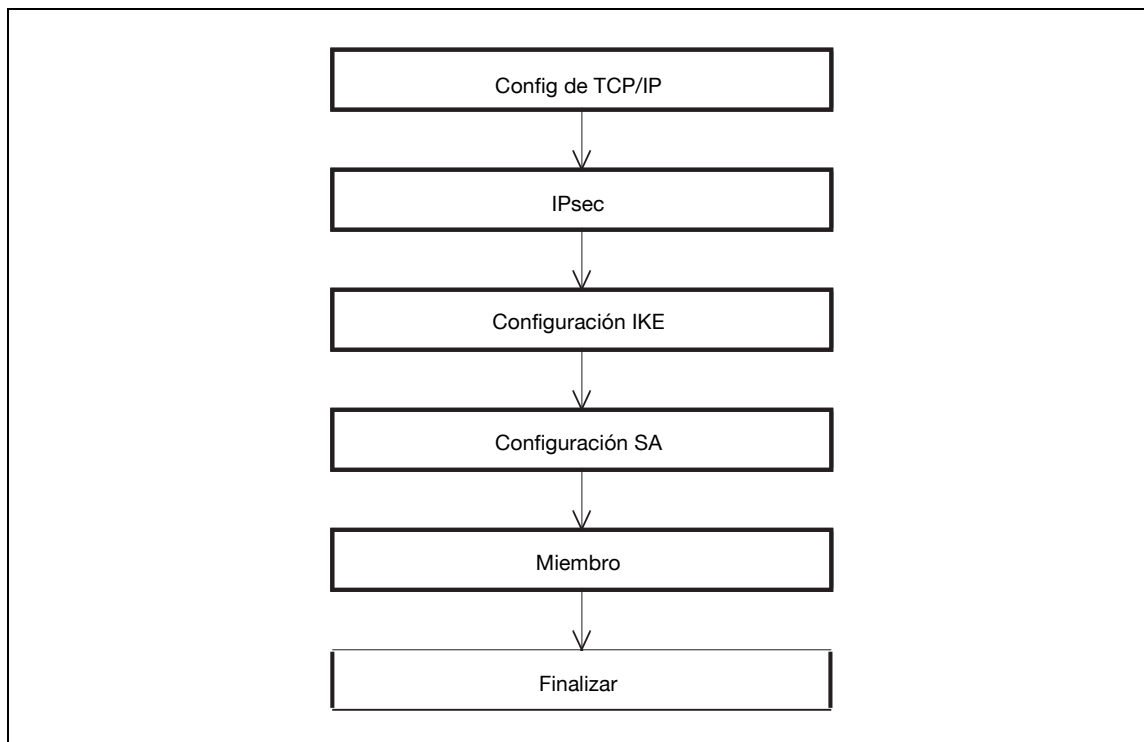 Config de TCP/IP
IPsec
Configuración IKE
Configuración SA
Miembro
Finalizar